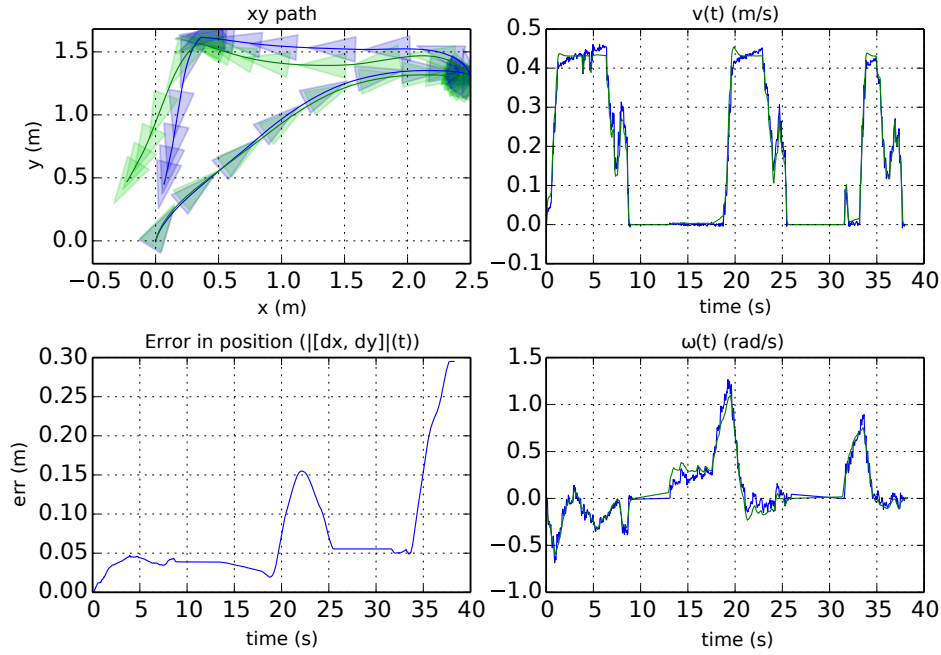 xy path
y (m)
1.5
1.0
0.5
0.0
−0.5 0.0 0.5 1.0 1.5 2.0 2.5
x (m)
v(t) (m/s)
0.5
0.4
0.3
0.2
0.1
0.0
−0.1
0 5 10 15 20 25 30 35 40
time (s)
Error in position (|[dx, dy]|(t))
err (m)
0.30
0.25
0.20
0.15
0.10
0.05
0.00
0 5 10 15 20 25 30 35 40
time (s)
ω(t) (rad/s)
1.5
1.0
0.5
0.0
−0.5
−1.0
0 5 10 15 20 25 30 35 40
time (s)